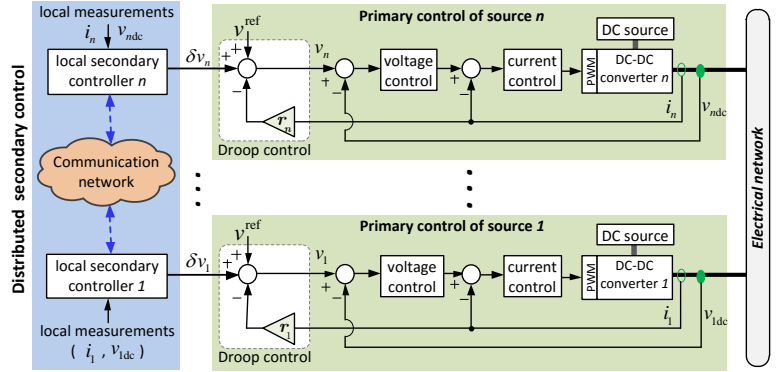 Distributed secondary control
local measurements
i_n v_ndc
local secondary
controller n
Communication
network
local secondary
controller 1
local measurements
( i_1 , v_1dc )
Primary control of source n
δv_n
v^ref
+
+
−
v_n
+
−
voltage
control
+
−
current
control
PWM
DC-DC
converter n
DC source
r_n
Droop control
i_n
v_ndc
Primary control of source 1
δv_1
v^ref
+
+
−
v_1
+
−
voltage
control
+
−
current
control
PWM
DC-DC
converter 1
DC source
r_1
Droop control
i_1
v_1dc
Electrical network